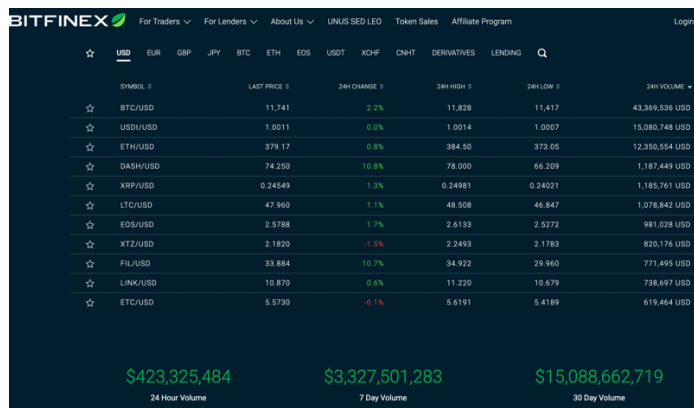 BITFINEX For Traders For Lenders About Us UNUS SED LEO Token Sales Affiliate Program Login
USD EUR GBP JPY BTC ETH EOS USDT XCHF CNHT DERIVATIVES LENDING
SYMBOL LAST PRICE 24H CHANGE 24H HIGH 24H LOW 24H VOLUME
BTC/USD 11,741 2.2% 11,828 11,417 43,369,536 USD
USDt/USD 1.0011 0.0% 1.0014 1.0007 15,080,748 USD
ETH/USD 379.17 0.8% 384.50 373.05 12,350,554 USD
DASH/USD 74.250 10.8% 78.000 66.209 1,187,449 USD
XRP/USD 0.24549 1.3% 0.24981 0.24021 1,185,761 USD
LTC/USD 47.960 1.1% 48.508 46.847 1,078,842 USD
EOS/USD 2.5788 1.7% 2.6133 2.5272 981,028 USD
XTZ/USD 2.1820 -1.5% 2.2493 2.1783 820,176 USD
FIL/USD 33.884 10.7% 34.922 29.960 771,495 USD
LINK/USD 10.870 0.6% 11.220 10.679 738,697 USD
ETC/USD 5.5730 -0.1% 5.6191 5.4189 619,464 USD
$423,325,484 $3,327,501,283 $15,088,662,719
24 Hour Volume 7 Day Volume 30 Day Volume